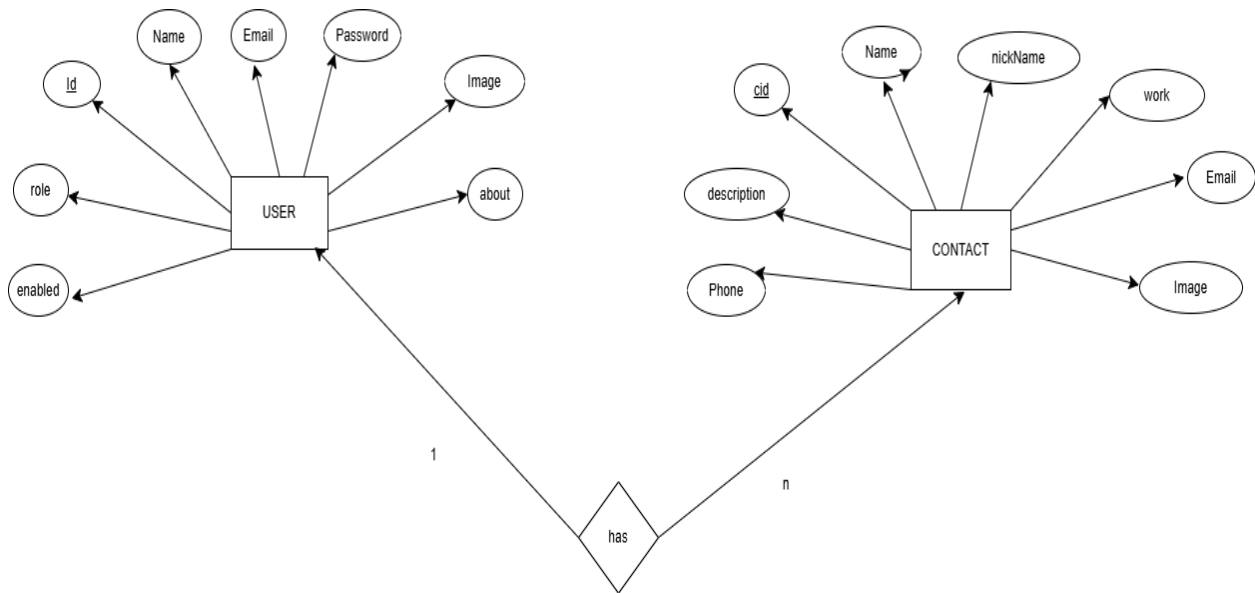 Name
Email
Password
Id
Image
role
USER
about
enabled
Name
nickName
cid
work
description
Email
CONTACT
Phone
Image
1
n
has